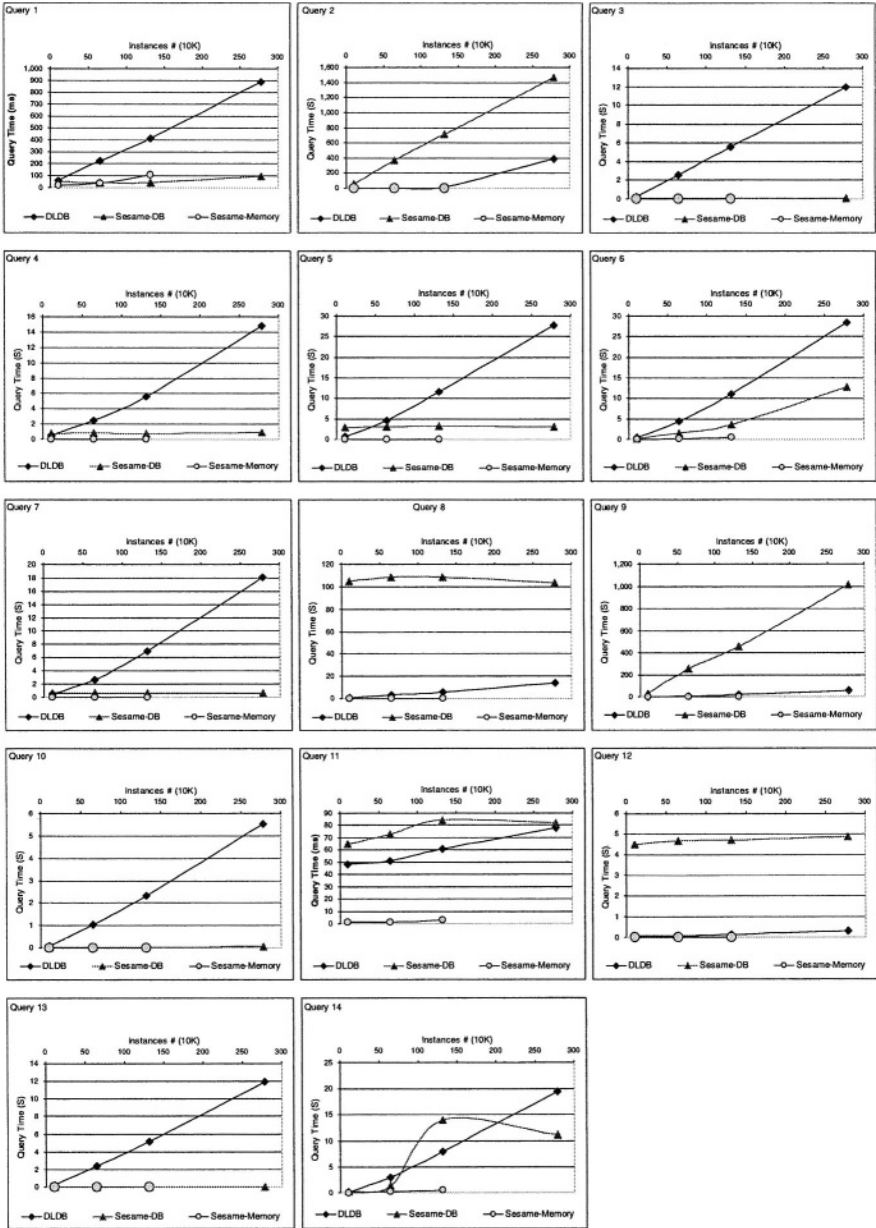 Query 1
Instances # (10K)
0 50 100 150 200 250 300
Query Time (ms)
1,000
900
800
700
600
500
400
300
200
100
0
DLDB Sesame-DB Sesame-Memory
Query 2
Instances # (10K)
0 50 100 150 200 250 300
Query Time (S)
1,600
1,400
1,200
1,000
800
600
400
200
0
DLDB Sesame-DB Sesame-Memory
Query 3
Instances # (10K)
0 50 100 150 200 250 300
Query Time (S)
14
12
10
8
6
4
2
0
DLDB Sesame-DB Sesame-Memory
Query 4
Instances # (10K)
0 50 100 150 200 250 300
Query Time (S)
16
14
12
10
8
6
4
2
0
DLDB Sesame-DB Sesame-Memory
Query 5
Instances # (10K)
0 50 100 150 200 250 300
Query Time (S)
30
25
20
15
10
5
0
DLDB Sesame-DB Sesame-Memory
Query 6
Instances # (10K)
0 50 100 150 200 250 300
Query Time (S)
30
25
20
15
10
5
0
DLDB Sesame-DB Sesame-Memory
Query 7
Instances # (10K)
0 50 100 150 200 250 300
Query Time (S)
20
18
16
14
12
10
8
6
4
2
0
DLDB Sesame-DB Sesame-Memory
Query 8
Instances # (10K)
0 50 100 150 200 250 300
Query Time (S)
120
100
80
60
40
20
0
DLDB Sesame-DB Sesame-Memory
Query 9
Instances # (10K)
0 50 100 150 200 250 300
Query Time (S)
1,200
1,000
800
600
400
200
0
DLDB Sesame-DB Sesame-Memory
Query 10
Instances # (10K)
0 50 100 150 200 250 300
Query Time (S)
6
5
4
3
2
1
0
DLDB Sesame-DB Sesame-Memory
Query 11
Instances # (10K)
0 50 100 150 200 250 300
Query Time (ms)
90
80
70
60
50
40
30
20
10
0
DLDB Sesame-DB Sesame-Memory
Query 12
Instances # (10K)
0 50 100 150 200 250 300
Query Time (S)
6
5
4
3
2
1
0
DLDB Sesame-DB Sesame-Memory
Query 13
Instances # (10K)
0 50 100 150 200 250 300
Query Time (S)
14
12
10
8
6
4
2
0
DLDB Sesame-DB Sesame-Memory
Query 14
Instances # (10K)
0 50 100 150 200 250 300
Query Time (S)
25
20
15
10
5
0
DLDB Sesame-DB Sesame-Memory